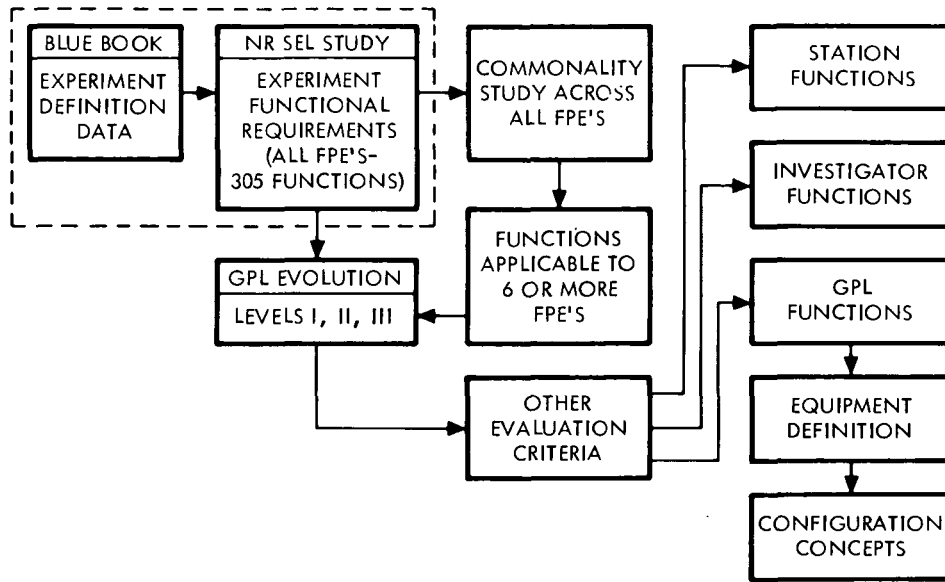 BLUE BOOK
EXPERIMENT
DEFINITION
DATA
NR SEL STUDY
EXPERIMENT
FUNCTIONAL
REQUIREMENTS
(ALL FPE'S-
305 FUNCTIONS)
COMMONALITY
STUDY ACROSS
ALL FPE'S
STATION
FUNCTIONS
INVESTIGATOR
FUNCTIONS
FUNCTIONS
APPLICABLE TO
6 OR MORE
FPE'S
GPL EVOLUTION
LEVELS I, II, III
GPL
FUNCTIONS
OTHER
EVALUATION
CRITERIA
EQUIPMENT
DEFINITION
CONFIGURATION
CONCEPTS